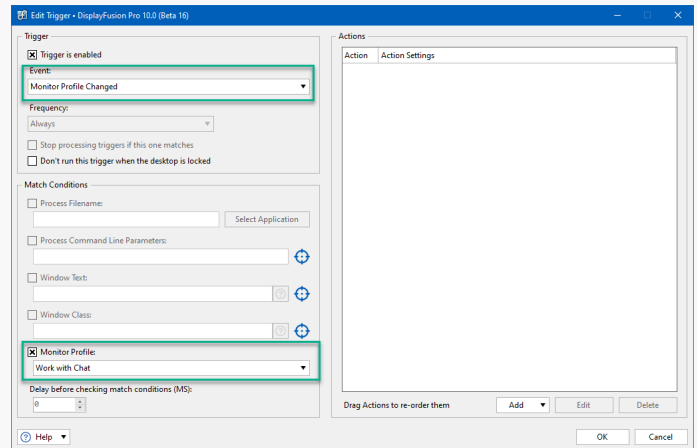 Edit Trigger • DisplayFusion Pro 10.0 (Beta 16)
Trigger
Trigger is enabled
Event:
Monitor Profile Changed
Frequency:
Always
Stop processing triggers if this one matches
Don't run this trigger when the desktop is locked
Match Conditions
Process Filename:
Select Application
Process Command Line Parameters:
Window Text:
Window Class:
Monitor Profile:
Work with Chat
Delay before checking match conditions (MS):
0
Help
Actions
Action Action Settings
Drag Actions to re-order them Add Edit Delete
OK Cancel